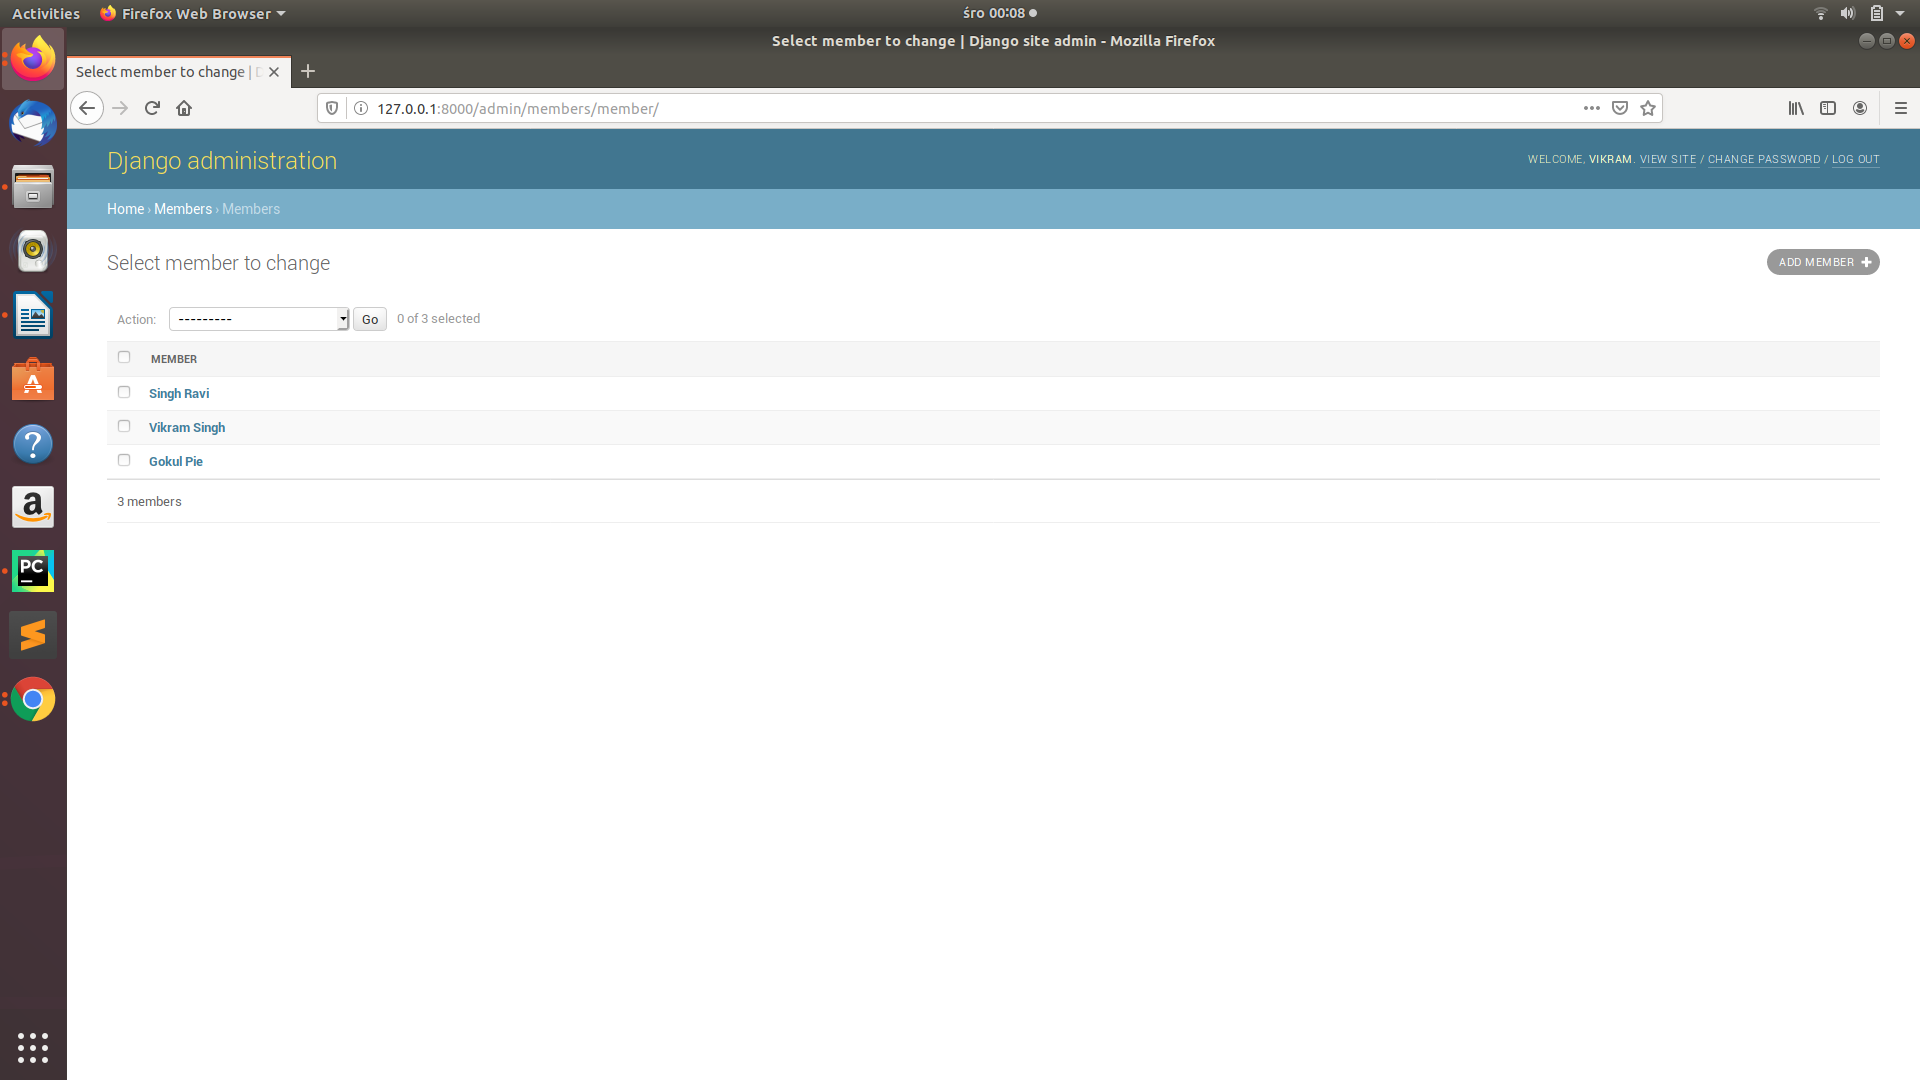 Activities Firefox Web Browser śro 00:08
Select member to change | Django site admin - Mozilla Firefox
Select member to change | D
127.0.0.1:8000/admin/members/member/
Django administration
WELCOME, VIKRAM. VIEW SITE / CHANGE PASSWORD / LOG OUT
Home › Members › Members
Select member to change
ADD MEMBER +
Action: --------- Go 0 of 3 selected
MEMBER
Singh Ravi
Vikram Singh
Gokul Pie
3 members
A
?
a
PC